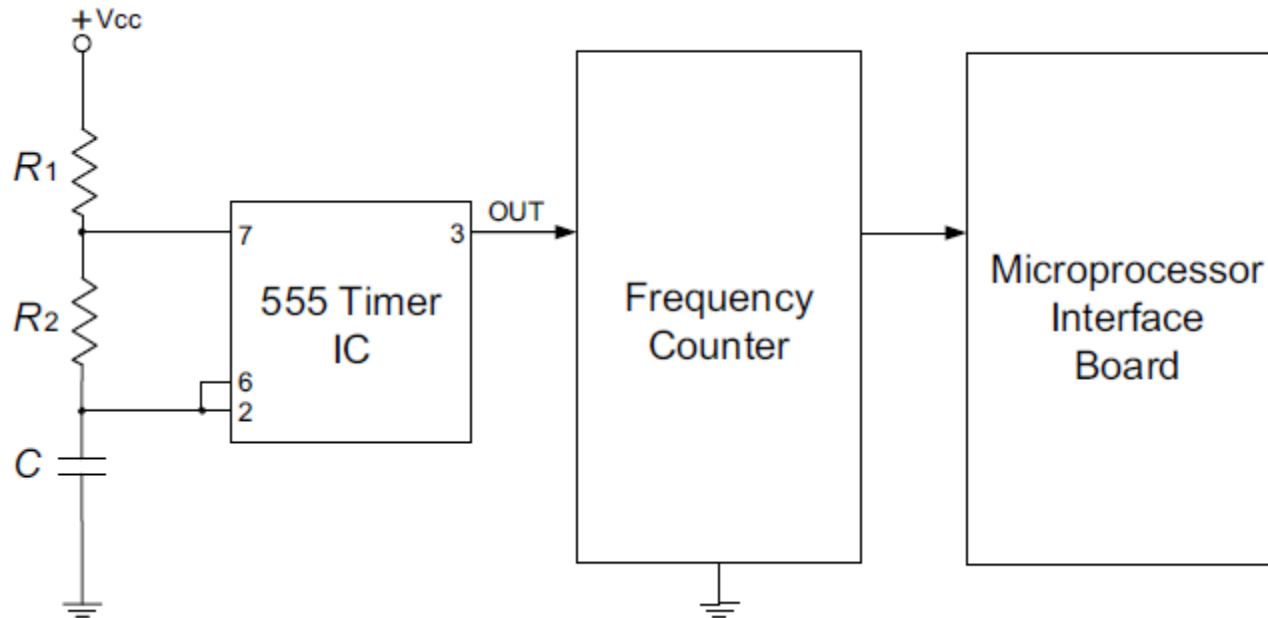 +Vcc
R1
R2
C
7
3
6
2
555 Timer
IC
OUT
Frequency
Counter
Microprocessor
Interface
Board